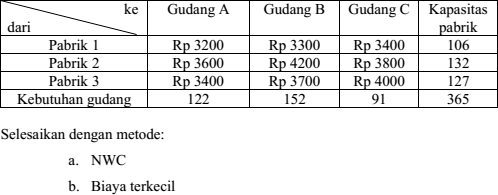 ke Gudang A Gudang B Gudang C Kapasitas
dari pabrik
Pabrik 1 Rp 3200 Rp 3300 Rp 3400 106
Pabrik 2 Rp 3600 Rp 4200 Rp 3800 132
Pabrik 3 Rp 3400 Rp 3700 Rp 4000 127
Kebutuhan gudang 122 152 91 365
Selesaikan dengan metode:
a. NWC
b. Biaya terkecil